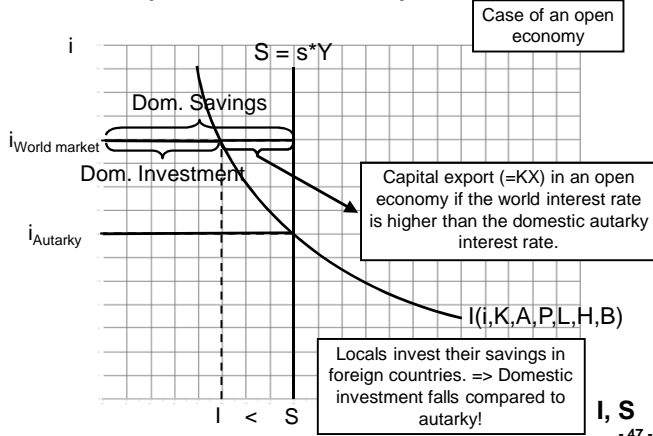 Case of an open
economy
i
S = s*Y
Dom. Savings
iWorld market
Dom. Investment
Capital export (=KX) in an open
economy if the world interest rate
is higher than the domestic autarky
interest rate.
iAutarky
I(i,K,A,P,L,H,B)
Locals invest their savings in
foreign countries. => Domestic
investment falls compared to
autarky!
I < S
I, S
- 47 -